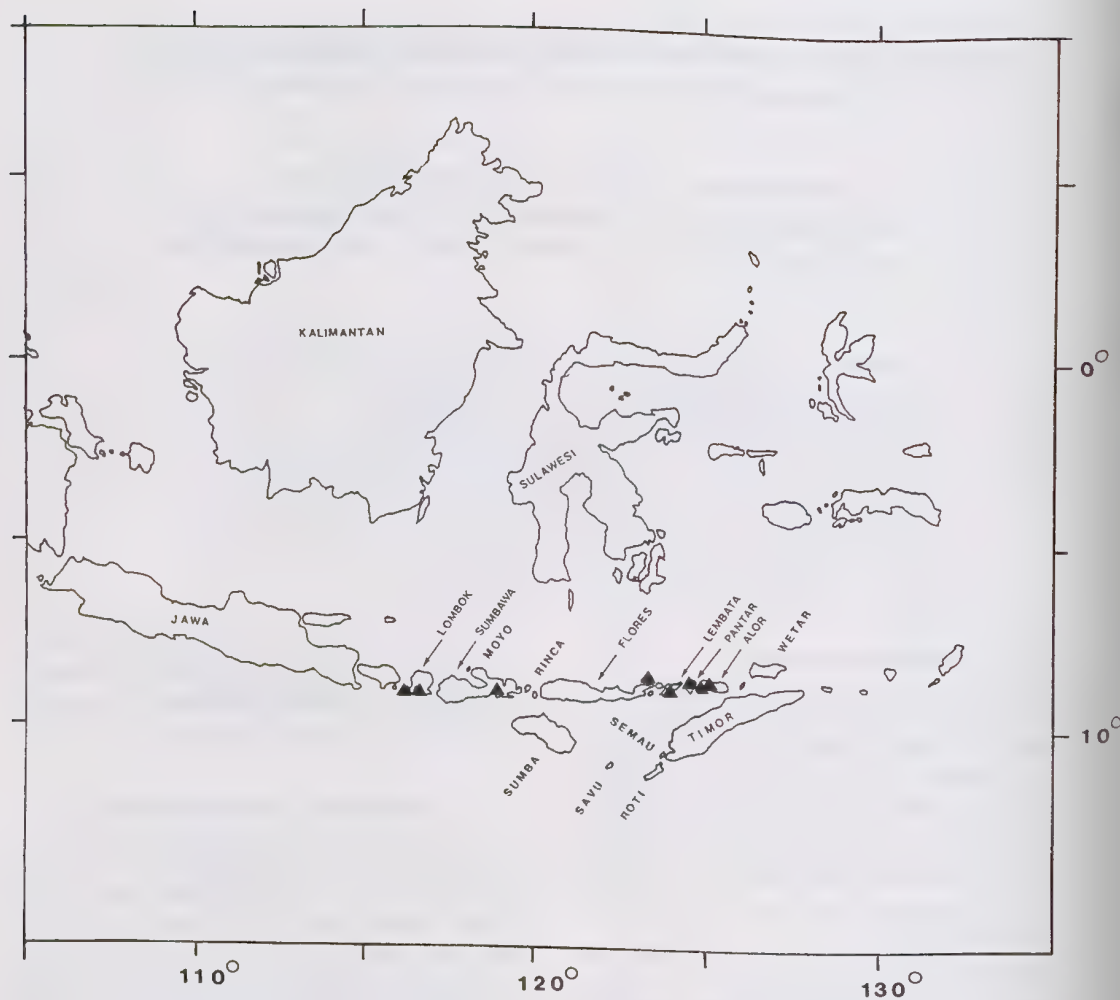 KALIMANTAN
0°
SULAWESI
JAWA
LOMBOK
SUMBAWA
MOYO
RINCA
FLORES
LEMBATA
PANTAR
ALOR
WETAR
SEMAU
TIMOR
10°
SUMBA
SAVU
ROTI
110°
120°
130°